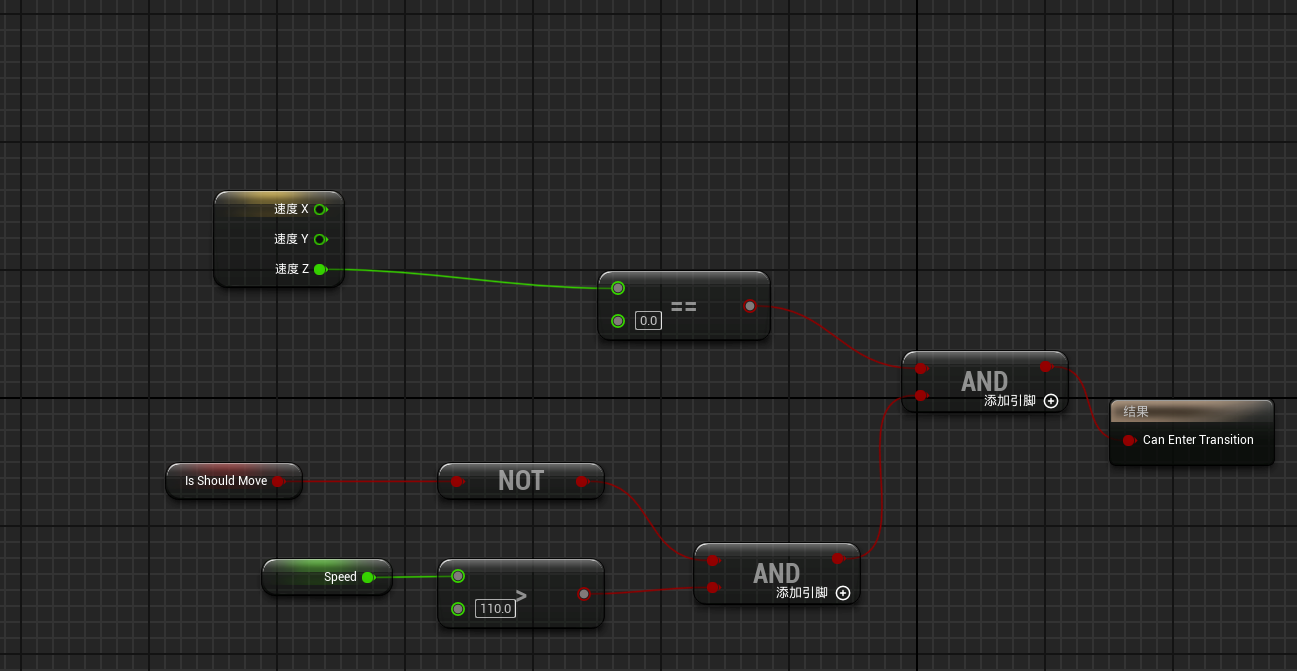 速度 X
速度 Y
速度 Z
==
0.0
AND
添加引脚
结果
Can Enter Transition
Is Should Move
NOT
Speed
>
110.0
AND
添加引脚